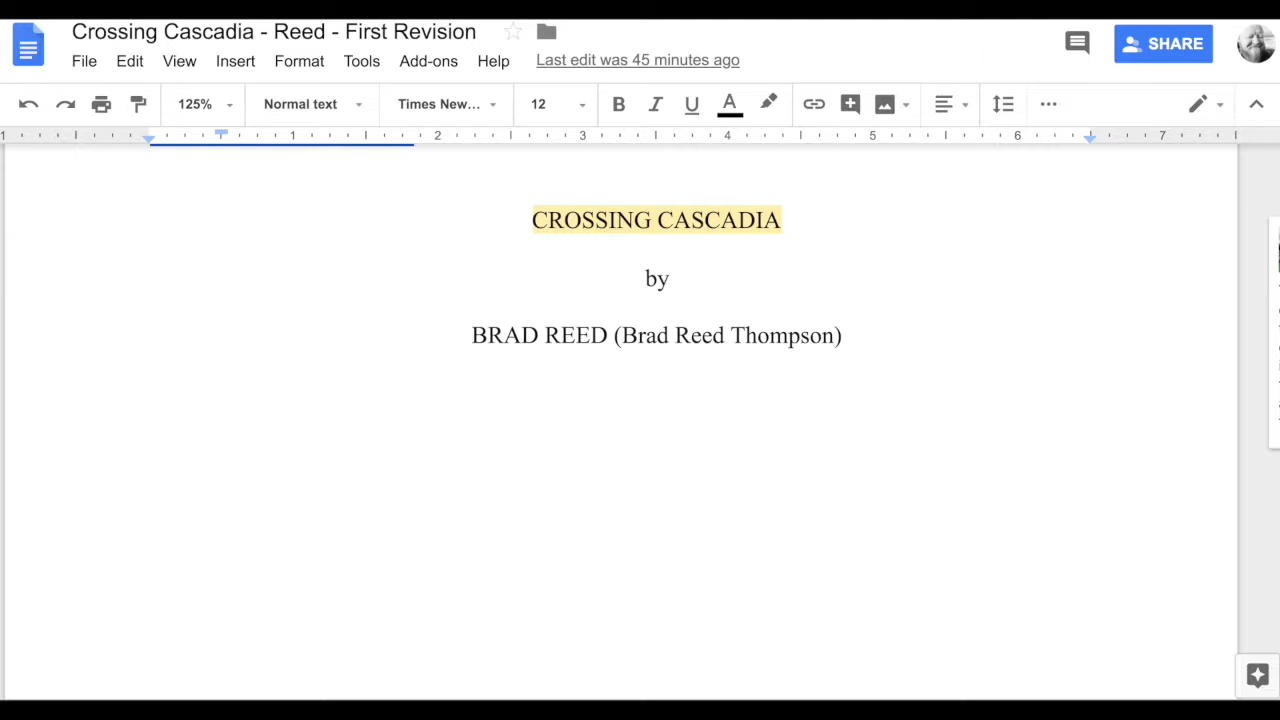 Crossing Cascadia - Reed - First Revision
File Edit View Insert Format Tools Add-ons Help Last edit was 45 minutes ago
SHARE
125% Normal text Times New... 12 B I U A
1 1 2 3 4 5 6 7
CROSSING CASCADIA
by
BRAD REED (Brad Reed Thompson)